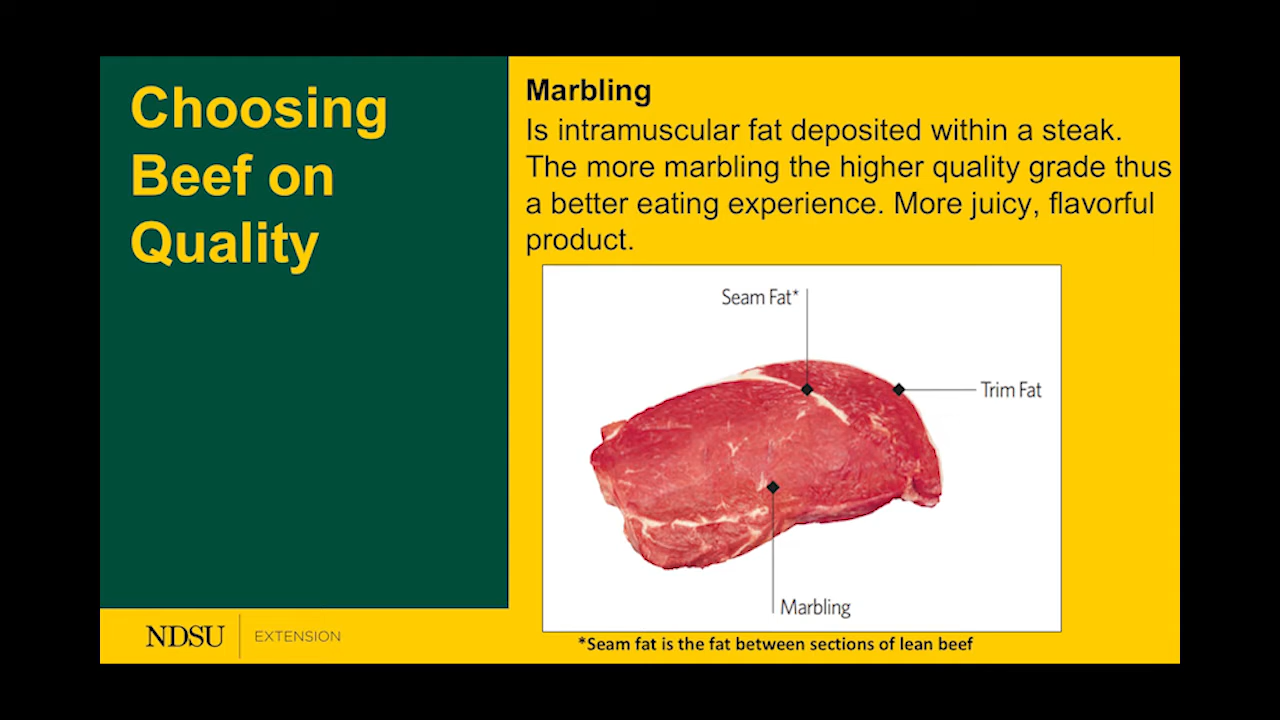 Choosing
Beef on
Quality
Marbling
Is intramuscular fat deposited within a steak.
The more marbling the higher quality grade thus
a better eating experience. More juicy, flavorful
product.
Seam Fat*
Trim Fat
Marbling
*Seam fat is the fat between sections of lean beef
NDSU EXTENSION